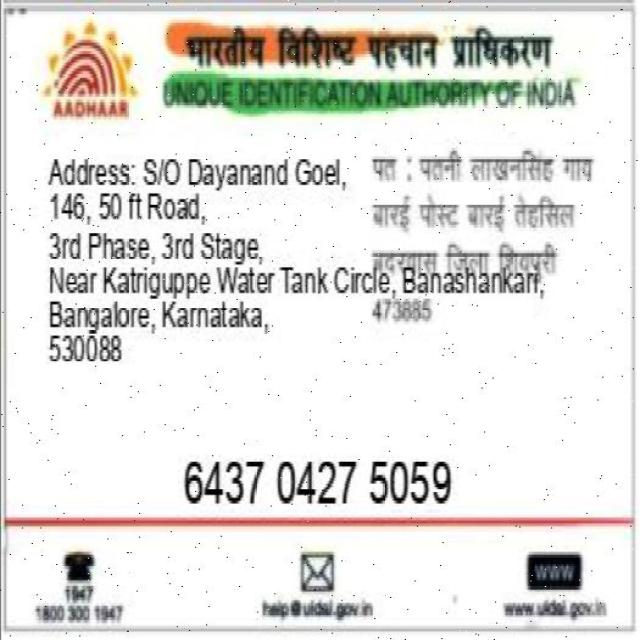 भारतीय विशिष्ट पहचान प्राधिकरण
AADHAAR
UNIQUE IDENTIFICATION AUTHORITY OF INDIA
Address: S/O Dayanand Goel,
146, 50 ft Road,
3rd Phase, 3rd Stage,
Near Katriguppe Water Tank Circle, Banashankari,
Bangalore, Karnataka,
530088
पत : पतनी लाखनसिंह गाव
बारई पोस्ट बारई तेहसिल
बदरवास जिला शिवपुरी
473885
6437 0427 5059
1947
1800 300 1947
help@uidai.gov.in
www
www.uidai.gov.in